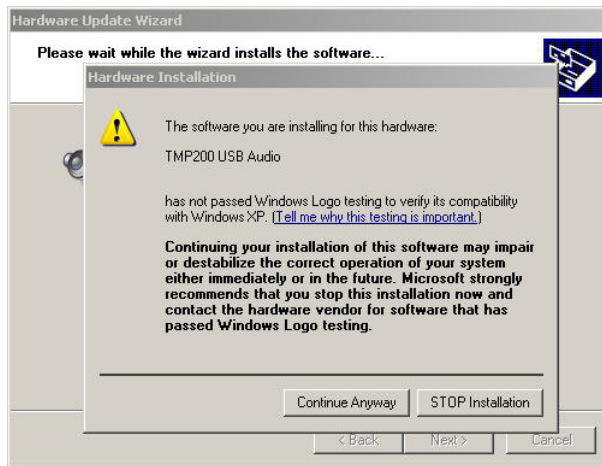 Hardware Update Wizard
Please wait while the wizard installs the software...
Hardware Installation
The software you are installing for this hardware:
TMP200 USB Audio
has not passed Windows Logo testing to verify its compatibility
with Windows XP. (Tell me why this testing is important.)
Continuing your installation of this software may impair
or destabilize the correct operation of your system
either immediately or in the future. Microsoft strongly
recommends that you stop this installation now and
contact the hardware vendor for software that has
passed Windows Logo testing.
Continue Anyway
STOP Installation
< Back
Next >
Cancel